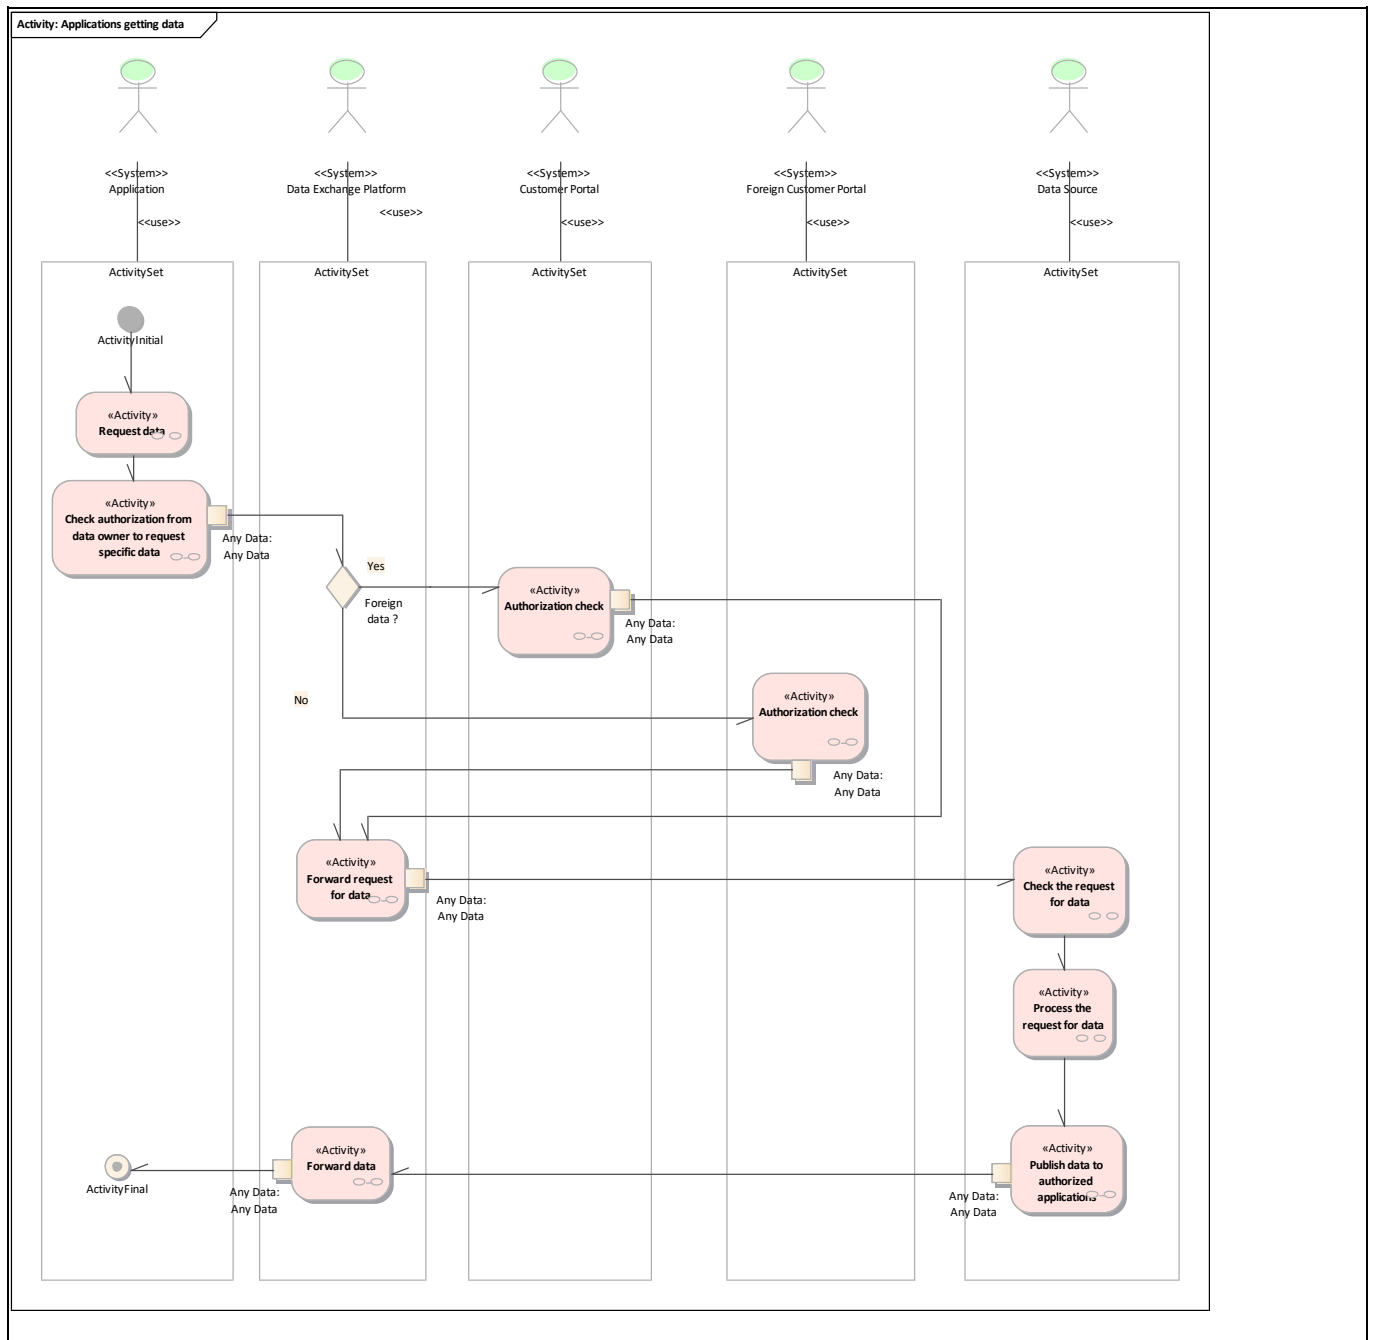 Activity: Applications getting data
<<System>>
Application
<<use>>
<<System>>
Data Exchange Platform
<<use>>
<<System>>
Customer Portal
<<use>>
<<System>>
Foreign Customer Portal
<<use>>
<<System>>
Data Source
<<use>>
ActivitySet
ActivitySet
ActivitySet
ActivitySet
ActivitySet
ActivityInitial
«Activity»
Request data
«Activity»
Check authorization from
data owner to request
specific data
Any Data:
Any Data
Yes
Foreign
data ?
«Activity»
Authorization check
Any Data:
Any Data
No
«Activity»
Authorization check
Any Data:
Any Data
«Activity»
Forward request
for data
Any Data:
Any Data
«Activity»
Check the request
for data
«Activity»
Process the
request for data
«Activity»
Publish data to
authorized
applications
Any Data:
Any Data
«Activity»
Forward data
Any Data:
Any Data
ActivityFinal